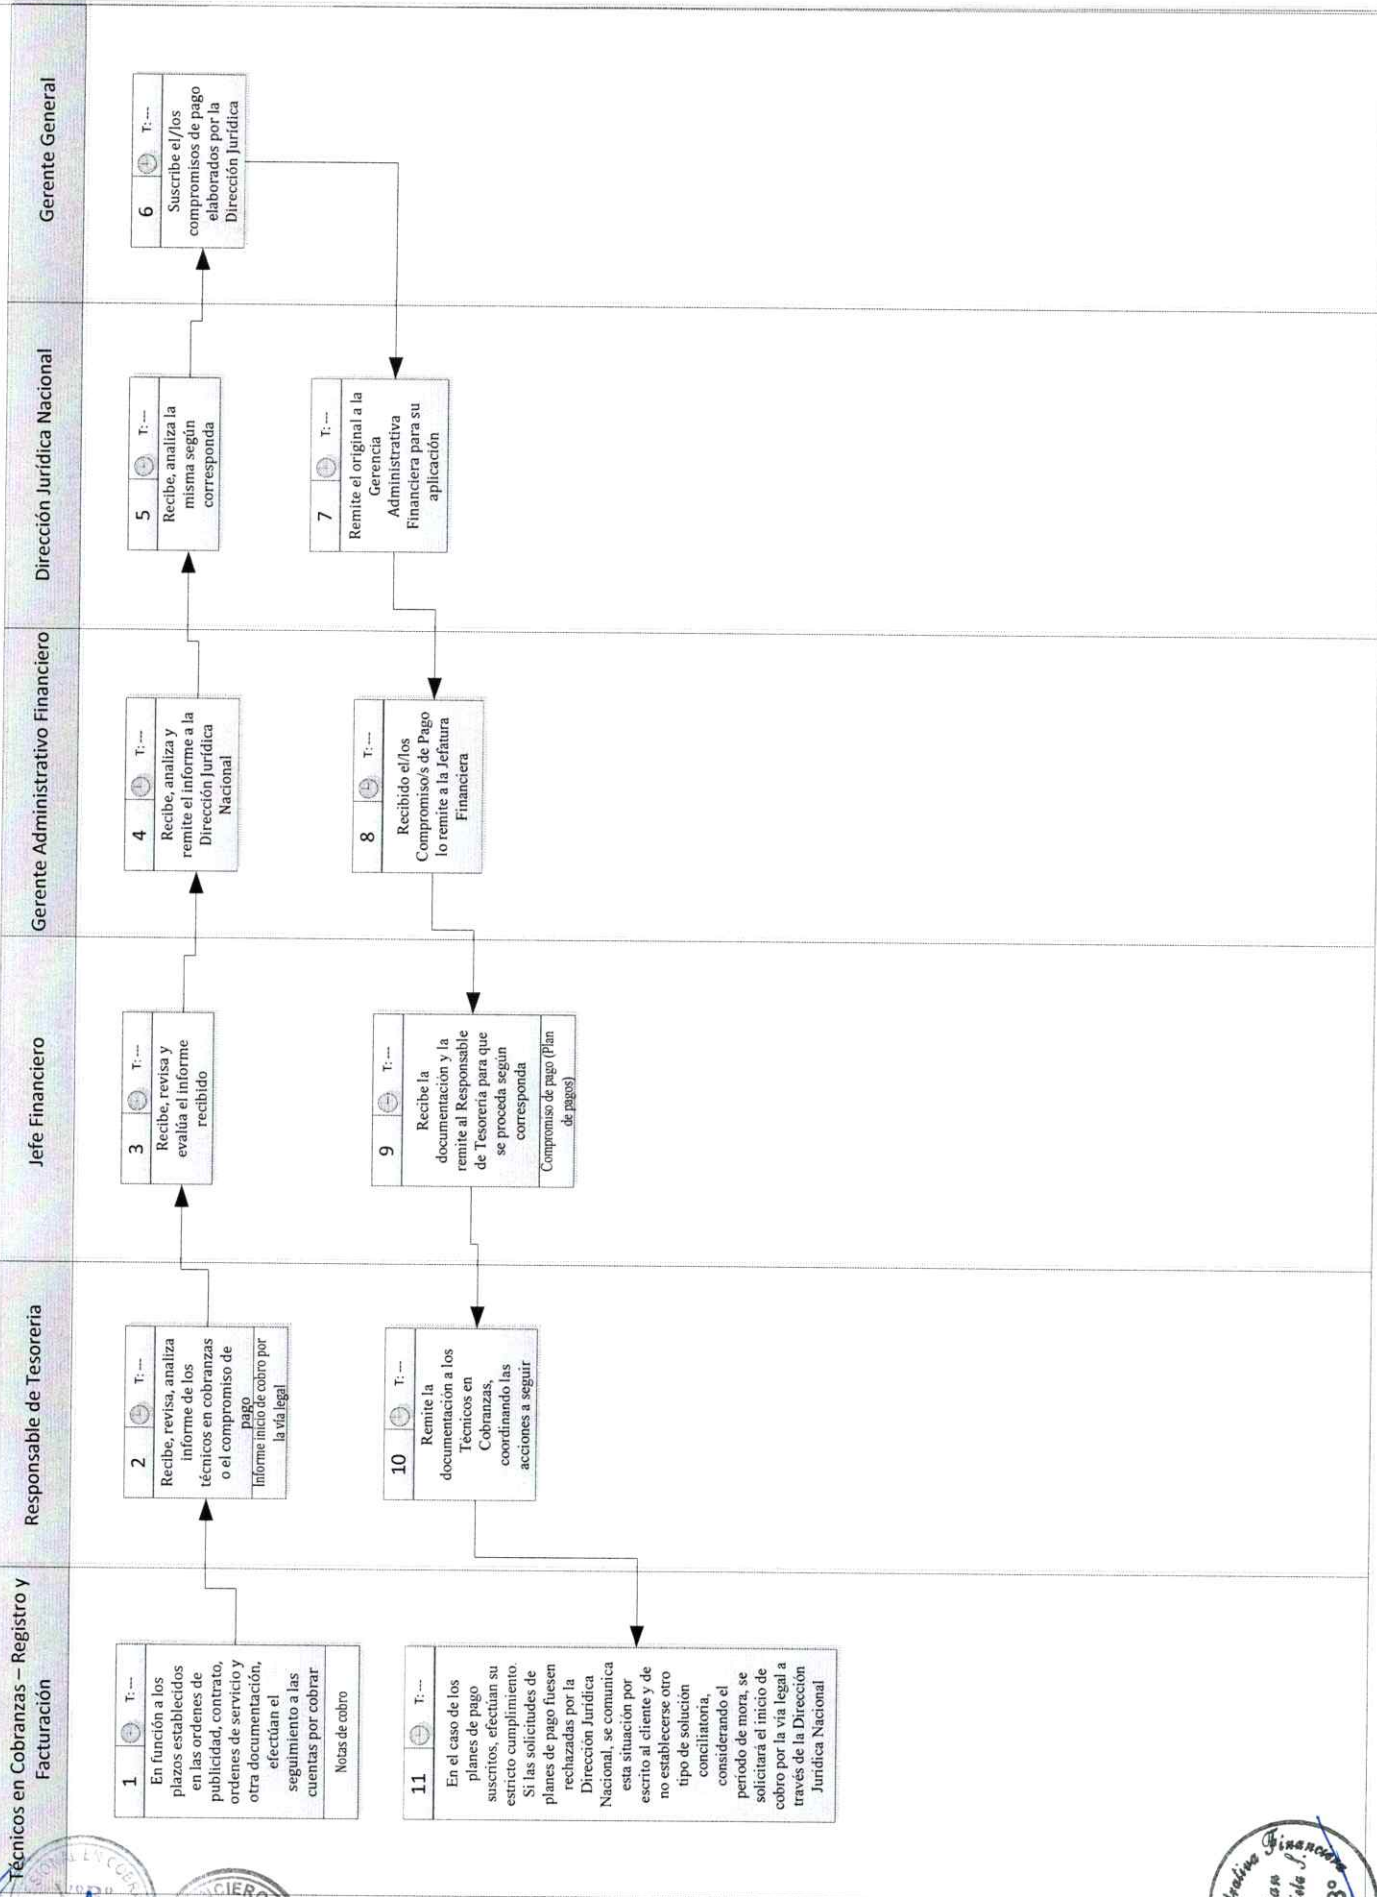 Técnicos en Cobranzas – Registro y
Facturación
Responsable de Tesoreria
Jefe Financiero
Gerente Administrativo Financiero
Dirección Jurídica Nacional
Gerente General
1 T: ---
En función a los
plazos establecidos
en las ordenes de
publicidad, contrato,
ordenes de servicio y
otra documentación,
efectúan el
seguimiento a las
cuentas por cobrar
Notas de cobro
2 T: ---
Recibe, revisa, analiza
informe de los
técnicos en cobranzas
o el compromiso de
pago
Informe inicio de cobro por
la vía legal
3 T: ---
Recibe, revisa y
evalúa el informe
recibido
4 T: ---
Recibe, analiza y
remite el informe a la
Dirección Jurídica
Nacional
5 T: ---
Recibe, analiza la
misma según
corresponda
6 T: ---
Suscribe el/los
compromisos de pago
elaborados por la
Dirección Jurídica
7 T: ---
Remite el original a la
Gerencia
Administrativa
Financiera para su
aplicación
8 T: ---
Recibido el/los
Compromiso/s de Pago
lo remite a la Jefatura
Financiera
9 T: ---
Recibe la
documentación y la
remite al Responsable
de Tesorería para que
se proceda según
corresponda
Compromiso de pago (Plan
de pagos)
10 T: ---
Remite la
documentación a los
Técnicos en
Cobranzas,
coordinando las
acciones a seguir
11 T: ---
En el caso de los
planes de pago
suscritos, efectúan su
estricto cumplimiento.
Si las solicitudes de
planes de pago fuesen
rechazadas por la
Dirección Jurídica
Nacional, se comunica
esta situación por
escrito al cliente y de
no establecerse otro
tipo de solución
conciliatoria,
considerando el
periodo de mora, se
solicitará el inicio de
cobro por la vía legal a
través de la Dirección
Jurídica Nacional
Financiera